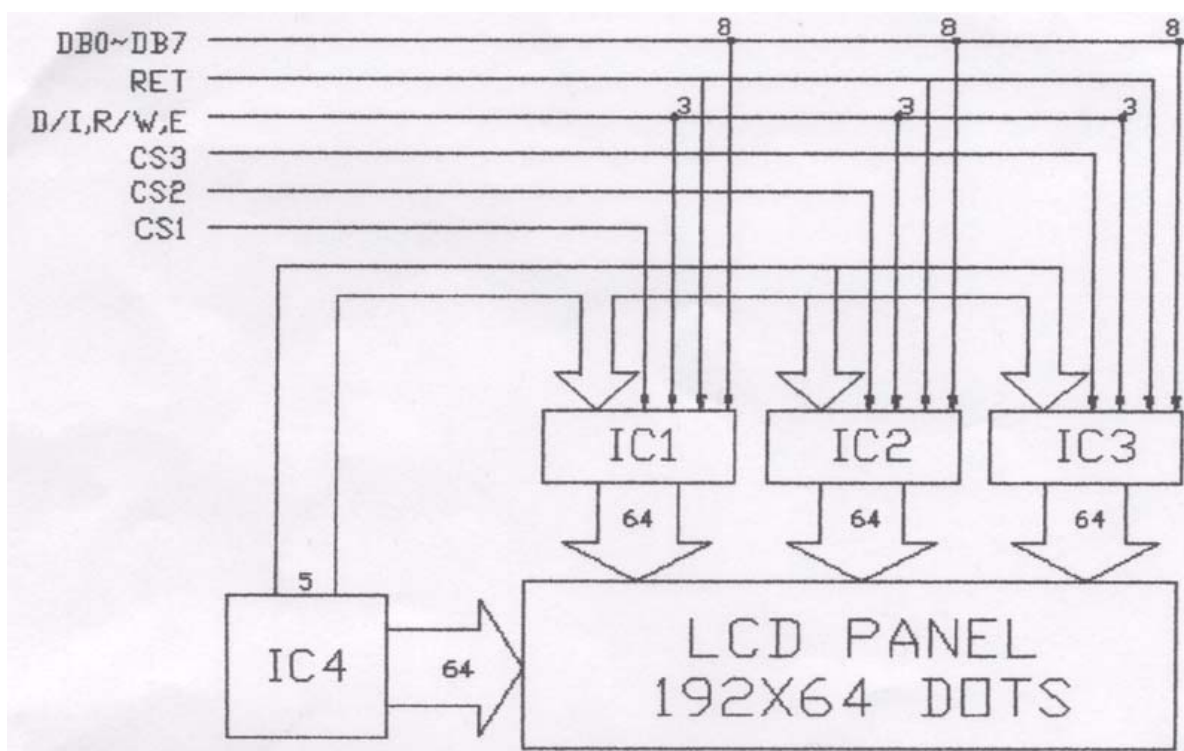 8 8 8
DB0~DB7
RET
D/I,R/W,E 3 3 3
CS3
CS2
CS1
IC1 IC2 IC3
64 64 64
5
IC4
64
LCD PANEL
192X64 DOTS